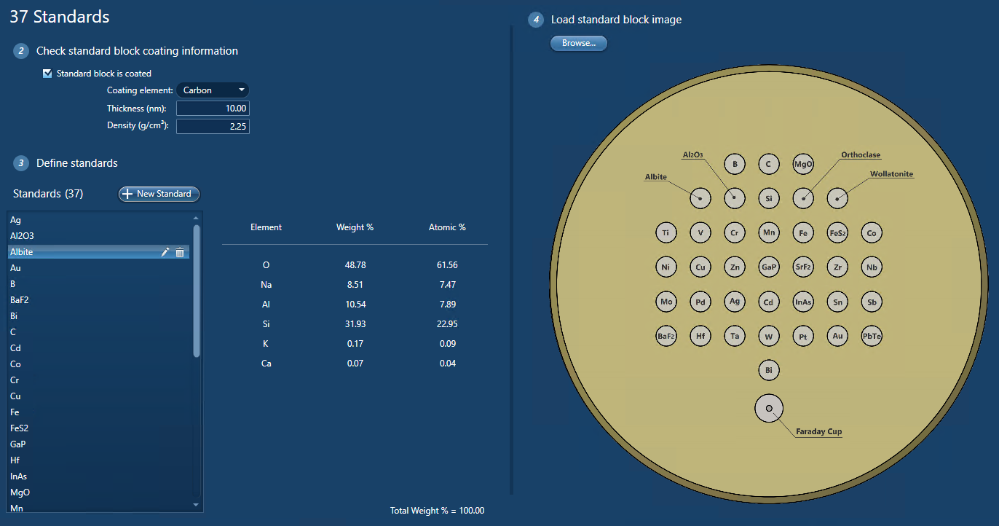 37 Standards
2 Check standard block coating information
Standard block is coated
Coating element: Carbon
Thickness (nm): 10.00
Density (g/cm³): 2.25
3 Define standards
Standards (37) + New Standard
Ag
Al2O3
Albite
Au
B
BaF2
Bi
C
Cd
Co
Cr
Cu
Fe
FeS2
GaP
Hf
InAs
MgO
Mn
Element Weight % Atomic %
O 48.78 61.56
Na 8.51 7.47
Al 10.54 7.89
Si 31.93 22.95
K 0.17 0.09
Ca 0.07 0.04
Total Weight % = 100.00
4 Load standard block image
Browse...
Al2O3 B C MgO Orthoclase
Albite Si Wollatonite
Ti V Cr Mn Fe FeS2 Co
Ni Cu Zn GaP SrF2 Zr Nb
Mo Pd Ag Cd InAs Sn Sb
BaF2 Hf Ta W Pt Au PbTe
Bi
Faraday Cup